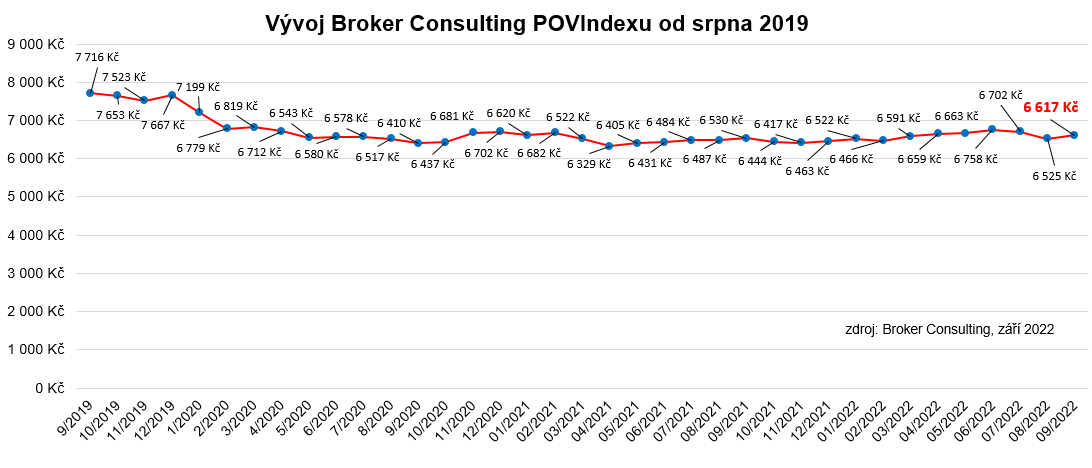 Vývoj Broker Consulting POVIndexu od srpna 2019
9 000 Kč
8 000 Kč
7 000 Kč
6 000 Kč
5 000 Kč
4 000 Kč
3 000 Kč
2 000 Kč
1 000 Kč
0 Kč
7 716 Kč
7 653 Kč
7 523 Kč
7 667 Kč
7 199 Kč
6 779 Kč
6 819 Kč
6 712 Kč
6 543 Kč
6 580 Kč
6 578 Kč
6 517 Kč
6 410 Kč
6 437 Kč
6 681 Kč
6 702 Kč
6 620 Kč
6 682 Kč
6 522 Kč
6 329 Kč
6 405 Kč
6 431 Kč
6 484 Kč
6 487 Kč
6 530 Kč
6 444 Kč
6 417 Kč
6 463 Kč
6 522 Kč
6 466 Kč
6 591 Kč
6 659 Kč
6 663 Kč
6 758 Kč
6 702 Kč
6 525 Kč
6 617 Kč
zdroj: Broker Consulting, září 2022
9/2019
10/2019
11/2019
12/2019
1/2020
2/2020
3/2020
4/2020
5/2020
6/2020
7/2020
8/2020
9/2020
10/2020
11/2020
12/2020
01/2021
02/2021
03/2021
04/2021
05/2021
06/2021
07/2021
08/2021
09/2021
10/2021
11/2021
12/2021
01/2022
02/2022
03/2022
04/2022
05/2022
06/2022
07/2022
08/2022
09/2022